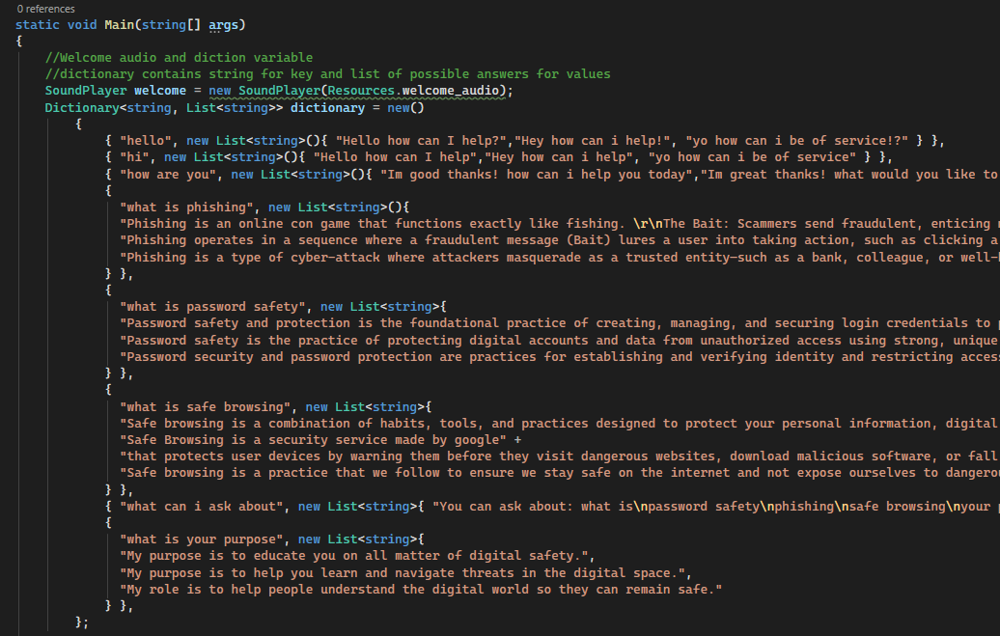 0 references
static void Main(string[] args)
{
//Welcome audio and diction variable
//dictionary contains string for key and list of possible answers for values
SoundPlayer welcome = new SoundPlayer(Resources.welcome_audio);
Dictionary<string, List<string>> dictionary = new()
{
{ "hello", new List<string>(){ "Hello how can I help?","Hey how can i help!", "yo how can i be of service!?" } },
{ "hi", new List<string>(){ "Hello how can I help","Hey how can i help", "yo how can i be of service" } },
{ "how are you", new List<string>(){ "Im good thanks! how can i help you today","Im great thanks! what would you like to
{
"what is phishing", new List<string>(){
"Phishing is an online con game that functions exactly like fishing. \r\nThe Bait: Scammers send fraudulent, enticing
"Phishing operates in a sequence where a fraudulent message (Bait) lures a user into taking action, such as clicking a
"Phishing is a type of cyber-attack where attackers masquerade as a trusted entity—such as a bank, colleague, or well-
} },
{
"what is password safety", new List<string>{
"Password safety and protection is the foundational practice of creating, managing, and securing login credentials to
"Password safety is the practice of protecting digital accounts and data from unauthorized access using strong, unique
"Password security and password protection are practices for establishing and verifying identity and restricting acces
} },
{
"what is safe browsing", new List<string>{
"Safe browsing is a combination of habits, tools, and practices designed to protect your personal information, digital
"Safe Browsing is a security service made by google" +
"that protects user devices by warning them before they visit dangerous websites, download malicious software, or fall
"Safe browsing is a practice that we follow to ensure we stay safe on the internet and not expose ourselves to dangero
} },
{ "what can i ask about", new List<string>{ "You can ask about: what is\npassword safety\nphishing\nsafe browsing\nyour
{
"what is your purpose", new List<string>{
"My purpose is to educate you on all matter of digital safety.",
"My purpose is to help you learn and navigate threats in the digital space.",
"My role is to help people understand the digital world so they can remain safe."
} },
};